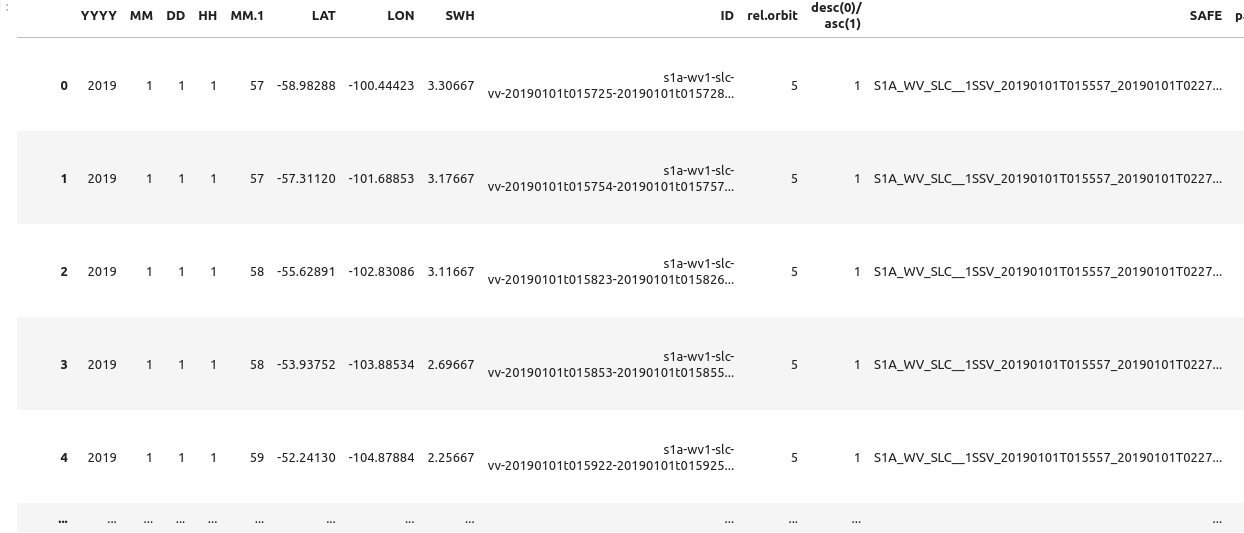 YYYY MM DD HH MM.1 LAT LON SWH ID rel.orbit desc(0)/ asc(1) SAFE
0 2019 1 1 1 57 -58.98288 -100.44423 3.30667 s1a-wv1-slc-
vv-20190101t015725-20190101t015728... 5 1 S1A_WV_SLC__1SSV_20190101T015557_20190101T0227...
1 2019 1 1 1 57 -57.31120 -101.68853 3.17667 s1a-wv1-slc-
vv-20190101t015754-20190101t015757... 5 1 S1A_WV_SLC__1SSV_20190101T015557_20190101T0227...
2 2019 1 1 1 58 -55.62891 -102.83086 3.11667 s1a-wv1-slc-
vv-20190101t015823-20190101t015826... 5 1 S1A_WV_SLC__1SSV_20190101T015557_20190101T0227...
3 2019 1 1 1 58 -53.93752 -103.88534 2.69667 s1a-wv1-slc-
vv-20190101t015853-20190101t015855... 5 1 S1A_WV_SLC__1SSV_20190101T015557_20190101T0227...
4 2019 1 1 1 59 -52.24130 -104.87884 2.25667 s1a-wv1-slc-
vv-20190101t015922-20190101t015925... 5 1 S1A_WV_SLC__1SSV_20190101T015557_20190101T0227...
... ... ... ... ... ... ... ... ... ... ... ... ...